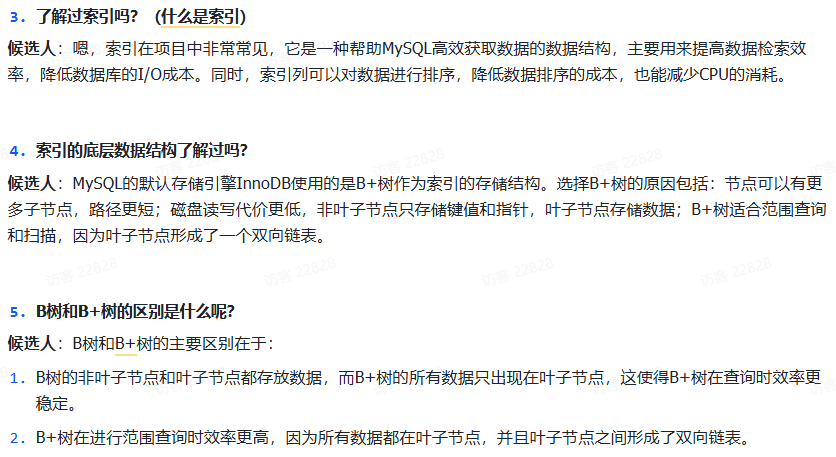 3. 了解过索引吗？（什么是索引）
候选人：嗯，索引在项目中非常常见，它是一种帮助MySQL高效获取数据的数据结构，主要用来提高数据检索效
率，降低数据库的I/O成本。同时，索引列可以对数据进行排序，降低数据排序的成本，也能减少CPU的消耗。
4. 索引的底层数据结构了解过吗？
访客 22828
访客 22828
候选人：MySQL的默认存储引擎InnoDB使用的是B+树作为索引的存储结构。选择B+树的原因包括：节点可以有更
多子节点，路径更短；磁盘读写代价更低，非叶子节点只存储键值和指针，叶子节点存储数据；B+树适合范围查询
和扫描，因为叶子节点形成了一个双向链表。
访客 22828
访客 22828
访客 22828
访客 22828
5. B树和B+树的区别是什么呢？
候选人：B树和B+树的主要区别在于：
1. B树的非叶子节点和叶子节点都存放数据，而B+树的所有数据只出现在叶子节点，这使得B+树在查询时效率更
稳定。
2. B+树在进行范围查询时效率更高，因为所有数据都在叶子节点，并且叶子节点之间形成了双向链表。